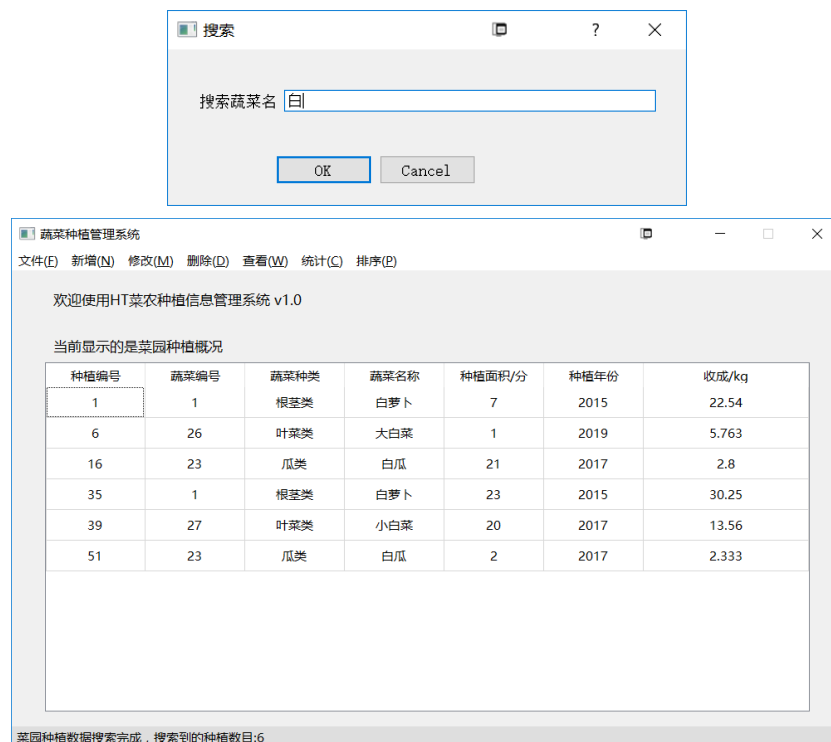 搜索
?
搜索蔬菜名 白
OK Cancel
蔬菜种植管理系统
文件(F) 新增(N) 修改(M) 删除(D) 查看(W) 统计(C) 排序(P)
欢迎使用HT菜农种植信息管理系统 v1.0
当前显示的是菜园种植概况
种植编号 蔬菜编号 蔬菜种类 蔬菜名称 种植面积/分 种植年份 收成/kg
1 1 根茎类 白萝卜 7 2015 22.54
6 26 叶菜类 大白菜 1 2019 5.763
16 23 瓜类 白瓜 21 2017 2.8
35 1 根茎类 白萝卜 23 2015 30.25
39 27 叶菜类 小白菜 20 2017 13.56
51 23 瓜类 白瓜 2 2017 2.333
菜园种植数据搜索完成，搜索到的种植数目:6